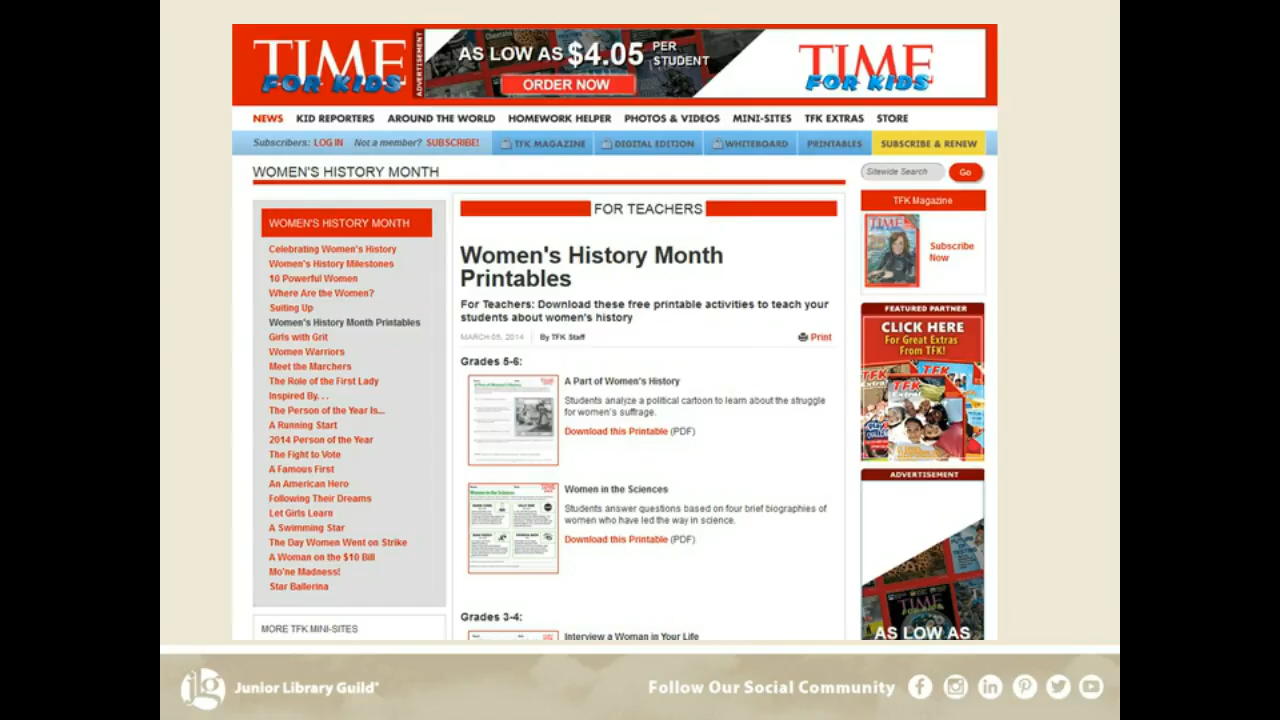 TIME
FOR KIDS
ADVERTISEMENT
AS LOW AS $4.05 PER STUDENT
ORDER NOW
TIME
FOR KIDS
NEWS KID REPORTERS AROUND THE WORLD HOMEWORK HELPER PHOTOS & VIDEOS MINI-SITES TFK EXTRAS STORE
Subscribers: LOG IN Not a member? SUBSCRIBE! TFK MAGAZINE DIGITAL EDITION WHITEBOARD PRINTABLES SUBSCRIBE & RENEW
WOMEN'S HISTORY MONTH
Sitewide Search Go
WOMEN'S HISTORY MONTH
Celebrating Women's History
Women's History Milestones
10 Powerful Women
Where Are the Women?
Suiting Up
Women's History Month Printables
Girls with Grit
Women Warriors
Meet the Marchers
The Role of the First Lady
Inspired By. . .
The Person of the Year Is...
A Running Start
2014 Person of the Year
The Fight to Vote
A Famous First
An American Hero
Following Their Dreams
Let Girls Learn
A Swimming Star
The Day Women Went on Strike
A Woman on the $10 Bill
Mo'ne Madness!
Star Ballerina
MORE TFK MINI-SITES
FOR TEACHERS
Women's History Month
Printables
For Teachers: Download these free printable activities to teach your
students about women's history
MARCH 05, 2014 By TFK Staff Print
Grades 5-6:
A Part of Women's History
A Part of Women's History
Students analyze a political cartoon to learn about the struggle
for women's suffrage.
Download this Printable (PDF)
Women in the Sciences
Women in the Sciences
Students answer questions based on four brief biographies of
women who have led the way in science.
Download this Printable (PDF)
Grades 3-4:
Interview a Woman in Your Life
TFK Magazine
TIME
Subscribe
Now
FEATURED PARTNER
CLICK HERE
For Great Extras
From TFK!
TFK
Extra!
ADVERTISEMENT
TIME
AS LOW AS
Junior Library Guild
Follow Our Social Community